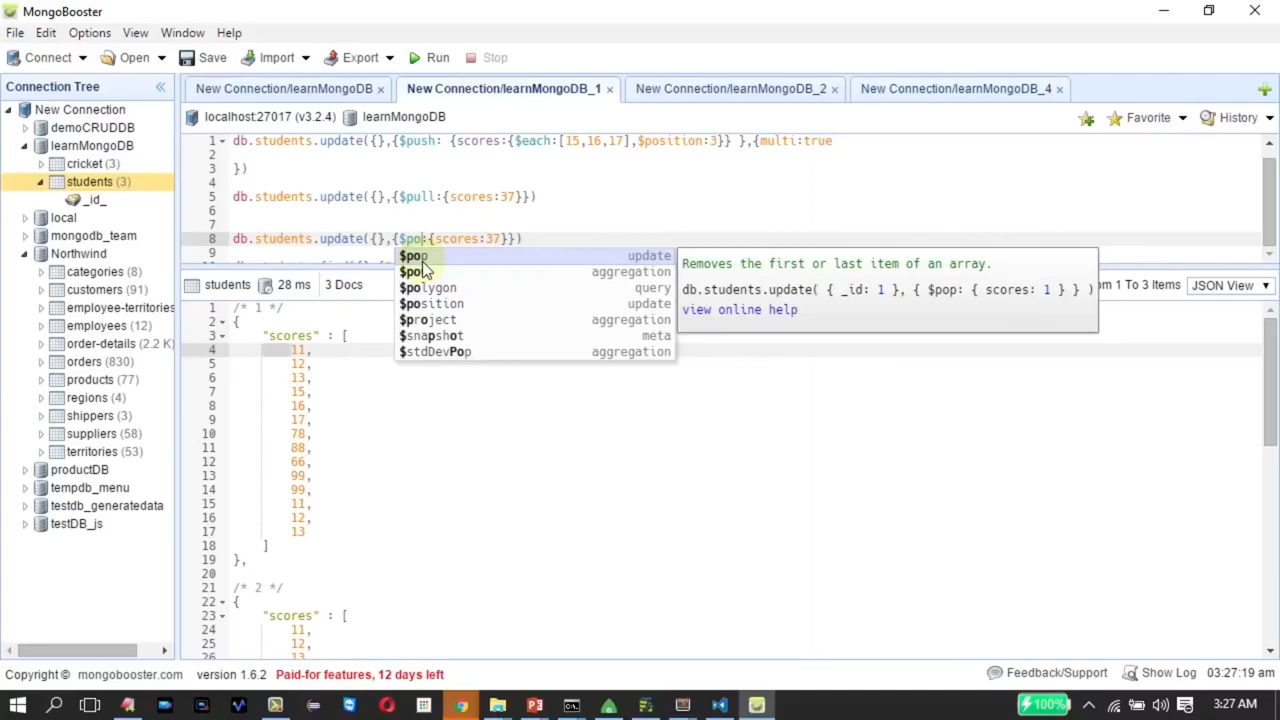 MongoBooster
File Edit Options View Window Help
Connect Open Save Import Export Run Stop
Connection Tree
New Connection
demoCRUDDB
learnMongoDB
cricket (3)
students (3)
_id_
local
mongodb_team
Northwind
categories (8)
customers (91)
employee-territories
employees (12)
order-details (2.2 K)
orders (830)
products (77)
regions (4)
shippers (3)
suppliers (58)
territories (53)
productDB
tempdb_menu
testdb_generatedata
testDB_js
New Connection/learnMongoDB × New Connection/learnMongoDB_1 × New Connection/learnMongoDB_2 × New Connection/learnMongoDB_4 ×
localhost:27017 (v3.2.4) learnMongoDB Favorite History
1 db.students.update({},{$push: {scores:{$each:[15,16,17],$position:3}} },{multi:true
2
3 })
4
5 db.students.update({},{$pull:{scores:37}})
6
7
8 db.students.update({},{$po:{scores:37}})
9
$pop update
aggregation
$polygon query
$position update
$project aggregation
$snapshot meta
$stdDevPop aggregation
Removes the first or last item of an array.
db.students.update( { _id: 1 }, { $pop: { scores: 1 } } )
view online help
students 28 ms 3 Docs
1 To 3 Items JSON View
1 /* 1 */
2 {
3 "scores" : [
4 11,
5 12,
6 13,
7 15,
8 16,
9 17,
10 78,
11 88,
12 66,
13 99,
14 99,
15 11,
16 12,
17 13
18 ]
19 },
20
21 /* 2 */
22 {
23 "scores" : [
24 11,
25 12,
26 13
Copyright © mongobooster.com version 1.6.2 Paid-for features, 12 days left Feedback/Support Show Log 03:27:19 am
100% 3:27 AM